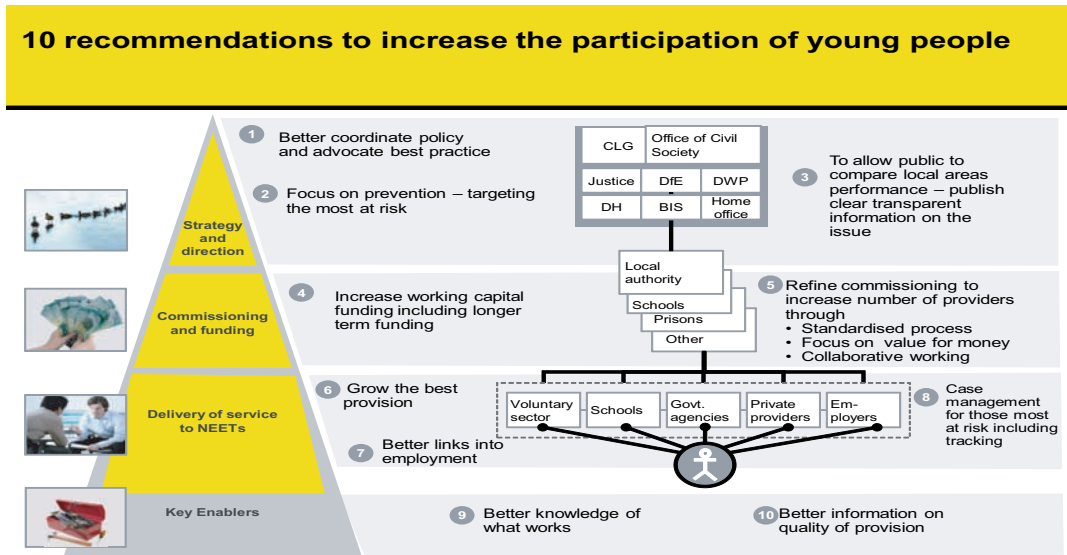 10 recommendations to increase the participation of young people
1
Better coordinate policy
and advocate best practice
2
Focus on prevention – targeting
the most at risk
CLG
Office of Civil
Society
Justice
DfE
DWP
DH
BIS
Home
office
3
To allow public to
compare local areas
performance – publish
clear transparent
information on the
issue
Strategy
and
direction
4
Increase working capital
funding including longer
term funding
Local
authority
Schools
Prisons
Other
5
Refine commissioning to
increase number of providers
through
• Standardised process
• Focus on value for money
• Collaborative working
Commissioning
and funding
6
Grow the best
provision
7
Better links into
employment
Voluntary
sector
Schools
Govt.
agencies
Private
providers
Em-
ployers
8
Case
management
for those most
at risk including
tracking
Delivery of service
to NEETs
Key Enablers
9
Better knowledge of
what works
10
Better information on
quality of provision